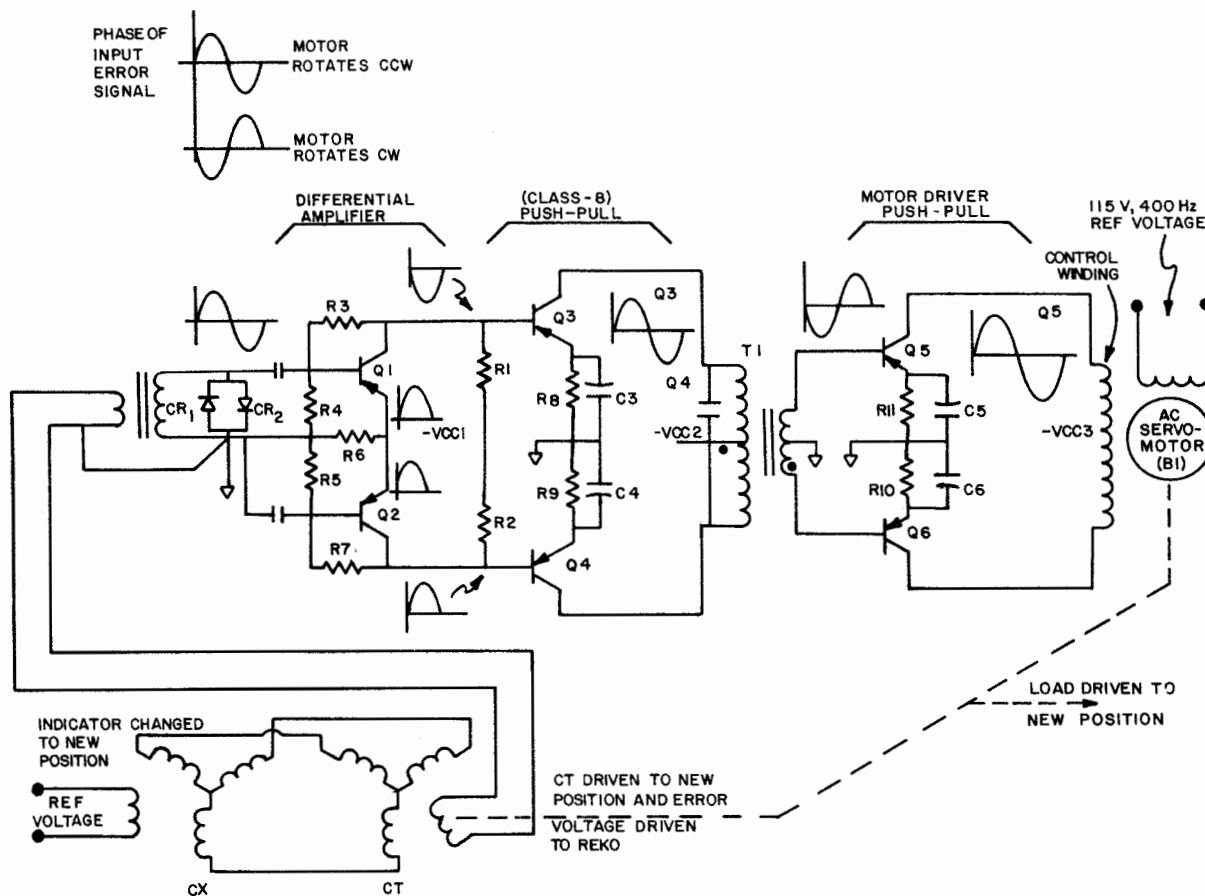 PHASE OF
INPUT
ERROR
SIGNAL
MOTOR
ROTATES CCW
MOTOR
ROTATES CW
DIFFERENTIAL
AMPLIFIER
(CLASS-8)
PUSH-PULL
MOTOR DRIVER
PUSH-PULL
115 V, 400 Hz
REF VOLTAGE
CONTROL
WINDING
R3
Q1
CR1
CR2
R4
R6
R5
-VCC1
Q2
R7
R1
R2
Q3
R8
C3
R9
C4
Q4
Q3
Q4
T1
-VCC2
Q5
R11
C5
R10
C6
Q6
Q5
-VCC3
AC
SERVO-
MOTOR
(B1)
LOAD DRIVEN TO
NEW POSITION
INDICATOR CHANGED
TO NEW
POSITION
REF
VOLTAGE
CX
CT
CT DRIVEN TO NEW
POSITION AND ERROR
VOLTAGE DRIVEN
TO REKO